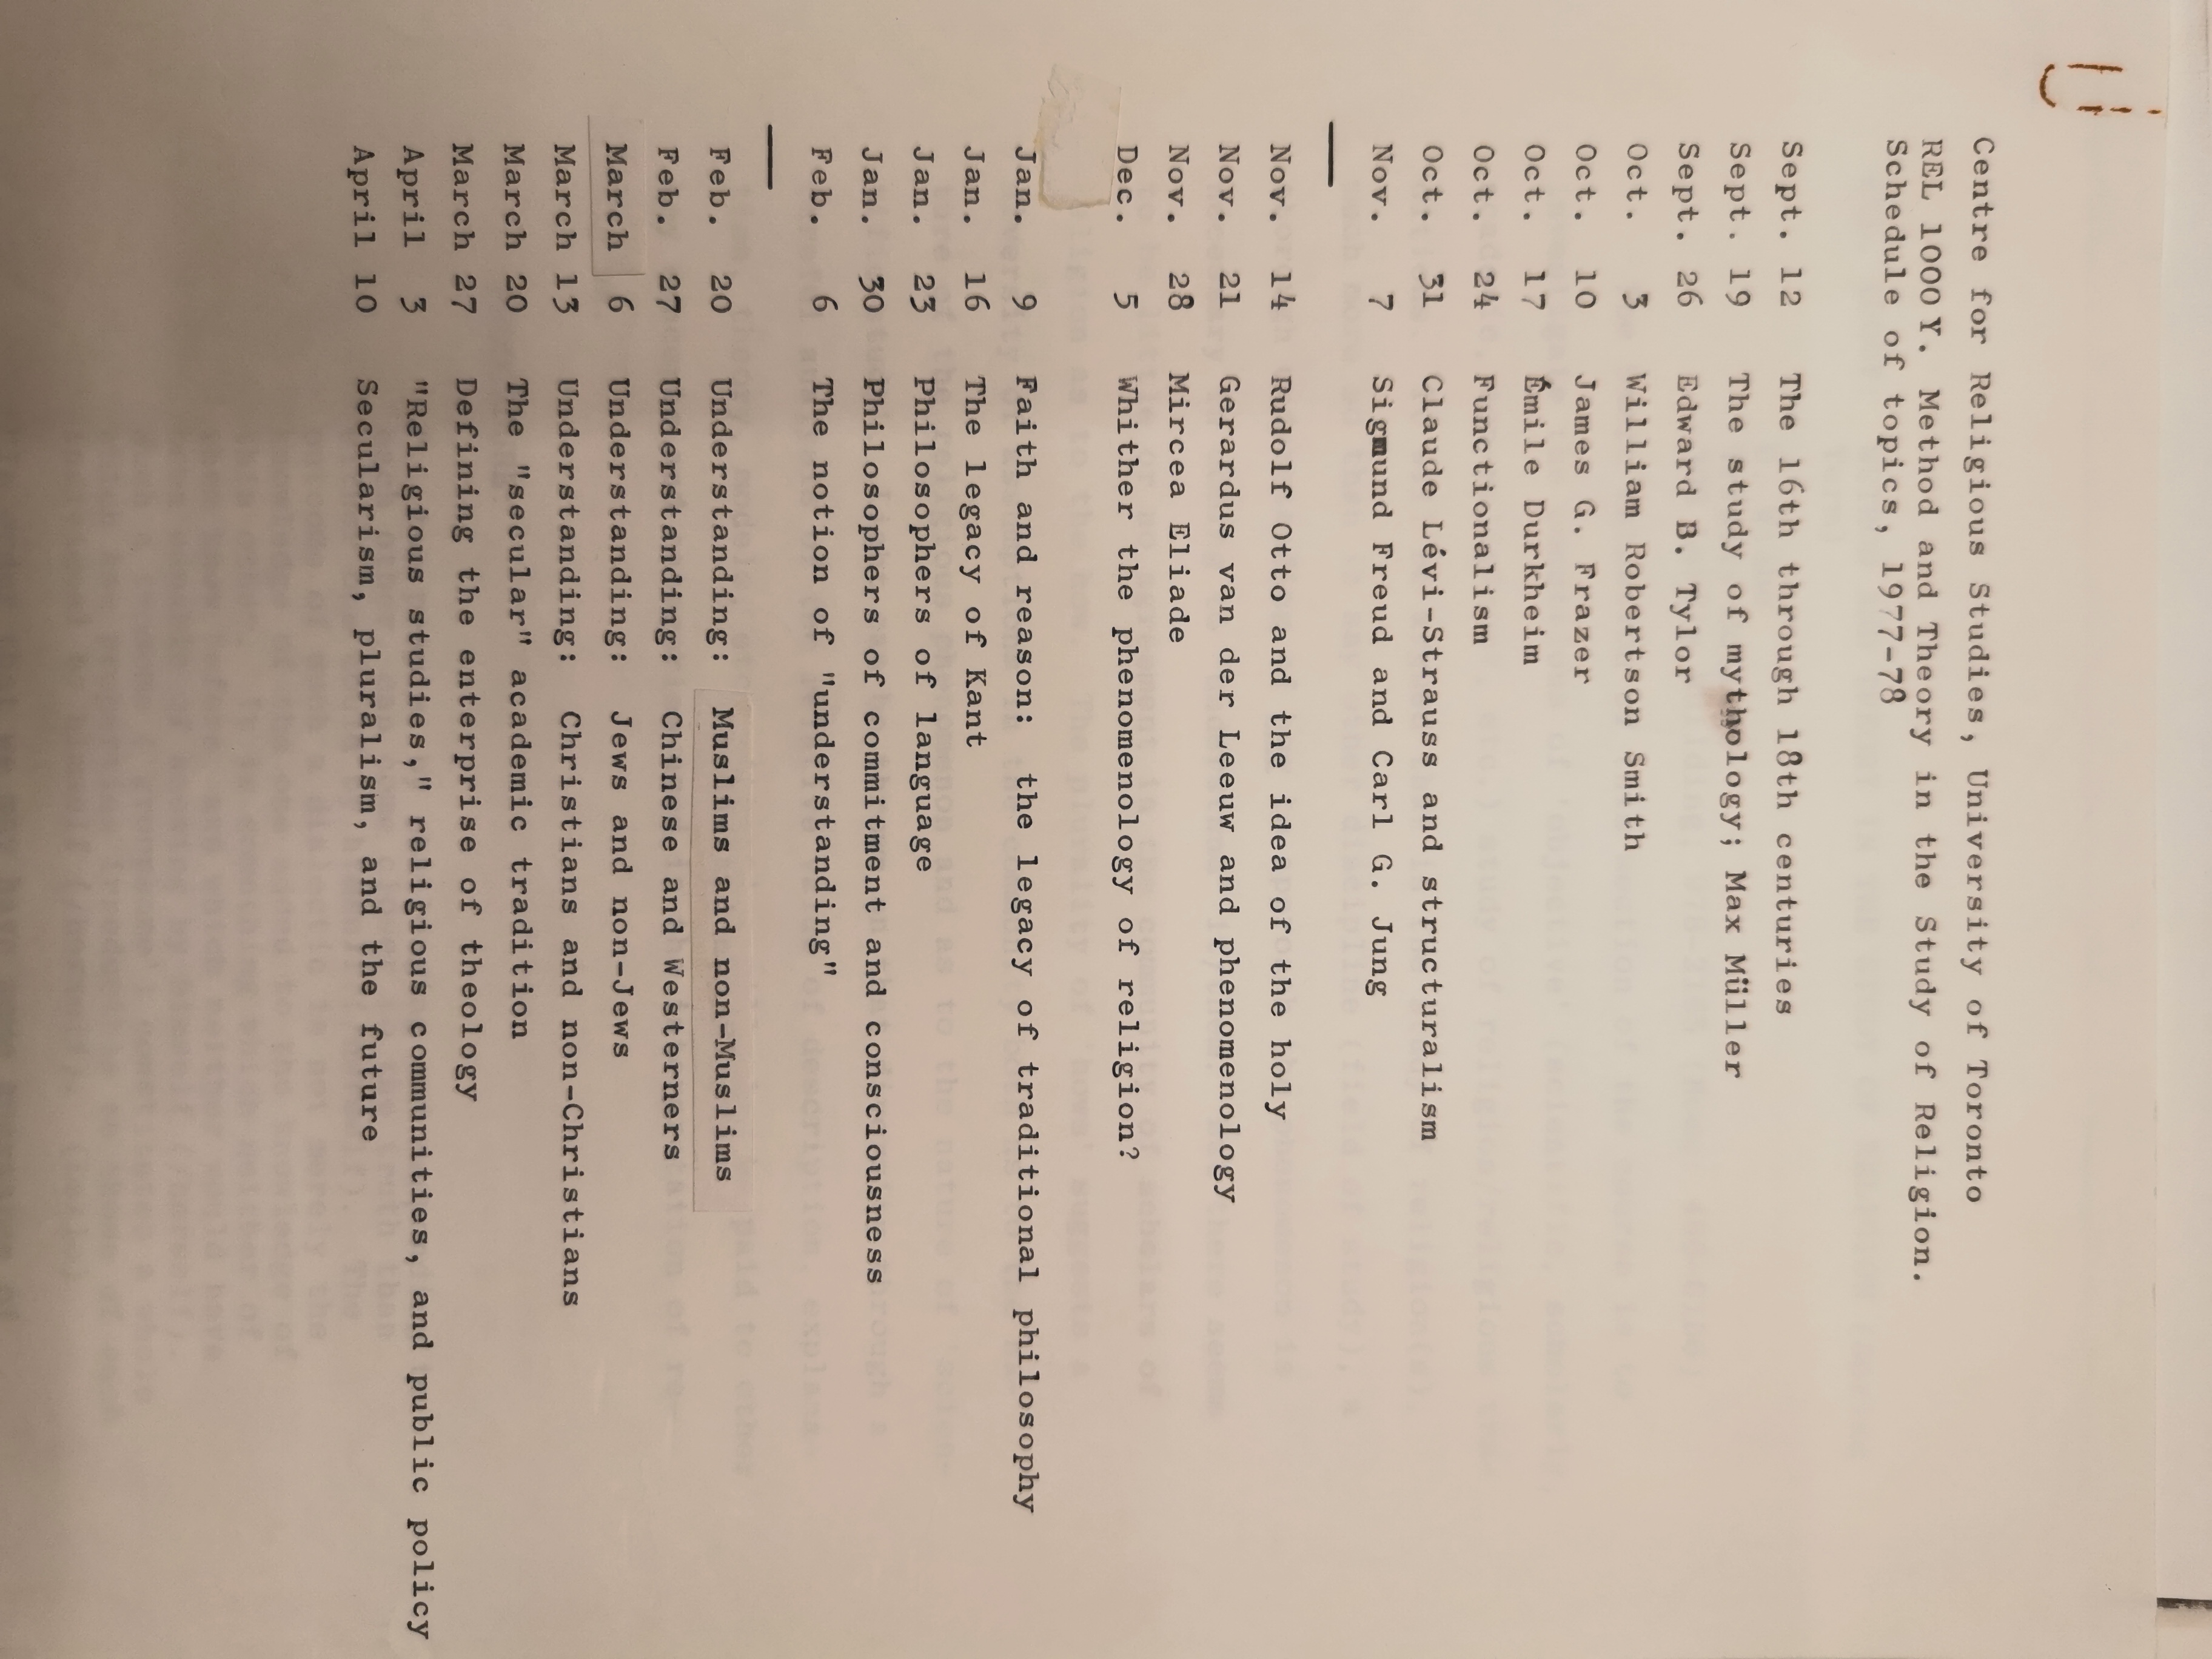 Centre for Religious Studies, University of Toronto
REL 1000Y. Method and Theory in the Study of Religion.
Schedule of topics, 1977-78
Sept. 12 The 16th through 18th centuries
Sept. 19 The study of mythology; Max Müller
Sept. 26 Edward B. Tylor
Oct. 3 William Robertson Smith
Oct. 10 James G. Frazer
Oct. 17 Émile Durkheim
Oct. 24 Functionalism
Oct. 31 Claude Lévi-Strauss and structuralism
Nov. 7 Sigmund Freud and Carl G. Jung
Nov. 14 Rudolf Otto and the idea of the holy
Nov. 21 Gerardus van der Leeuw and phenomenology
Nov. 28 Mircea Eliade
Dec. 5 Whither the phenomenology of religion?
Jan. 9 Faith and reason: the legacy of traditional philosophy
Jan. 16 The legacy of Kant
Jan. 23 Philosophers of language
Jan. 30 Philosophers of commitment and consciousness
Feb. 6 The notion of "understanding"
Feb. 20 Understanding: Muslims and non-Muslims
Feb. 27 Understanding: Chinese and Westerners
March 6 Understanding: Jews and non-Jews
March 13 Understanding: Christians and non-Christians
March 20 The "secular" academic tradition
March 27 Defining the enterprise of theology
April 3 "Religious studies," religious communities, and public policy
April 10 Secularism, pluralism, and the future